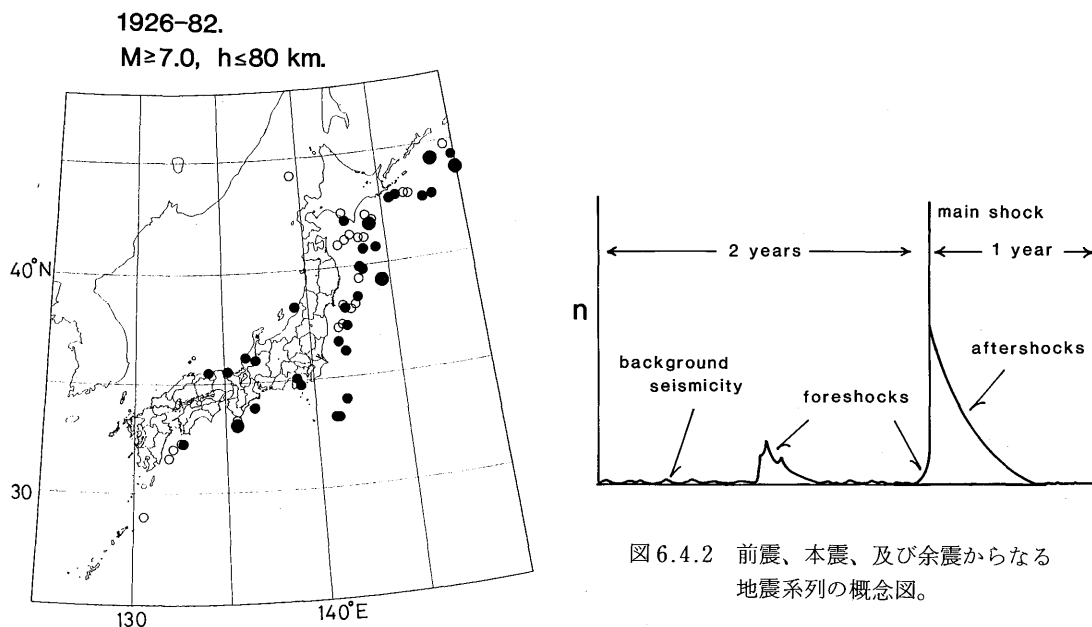 1926-82.
M≥7.0, h≤80 km.
40°N
30
130
140°E
n
2 years
main shock
1 year
background
seismicity
foreshocks
aftershocks
図6.4.2 前震、本震、及び余震からなる
地震系列の概念図。